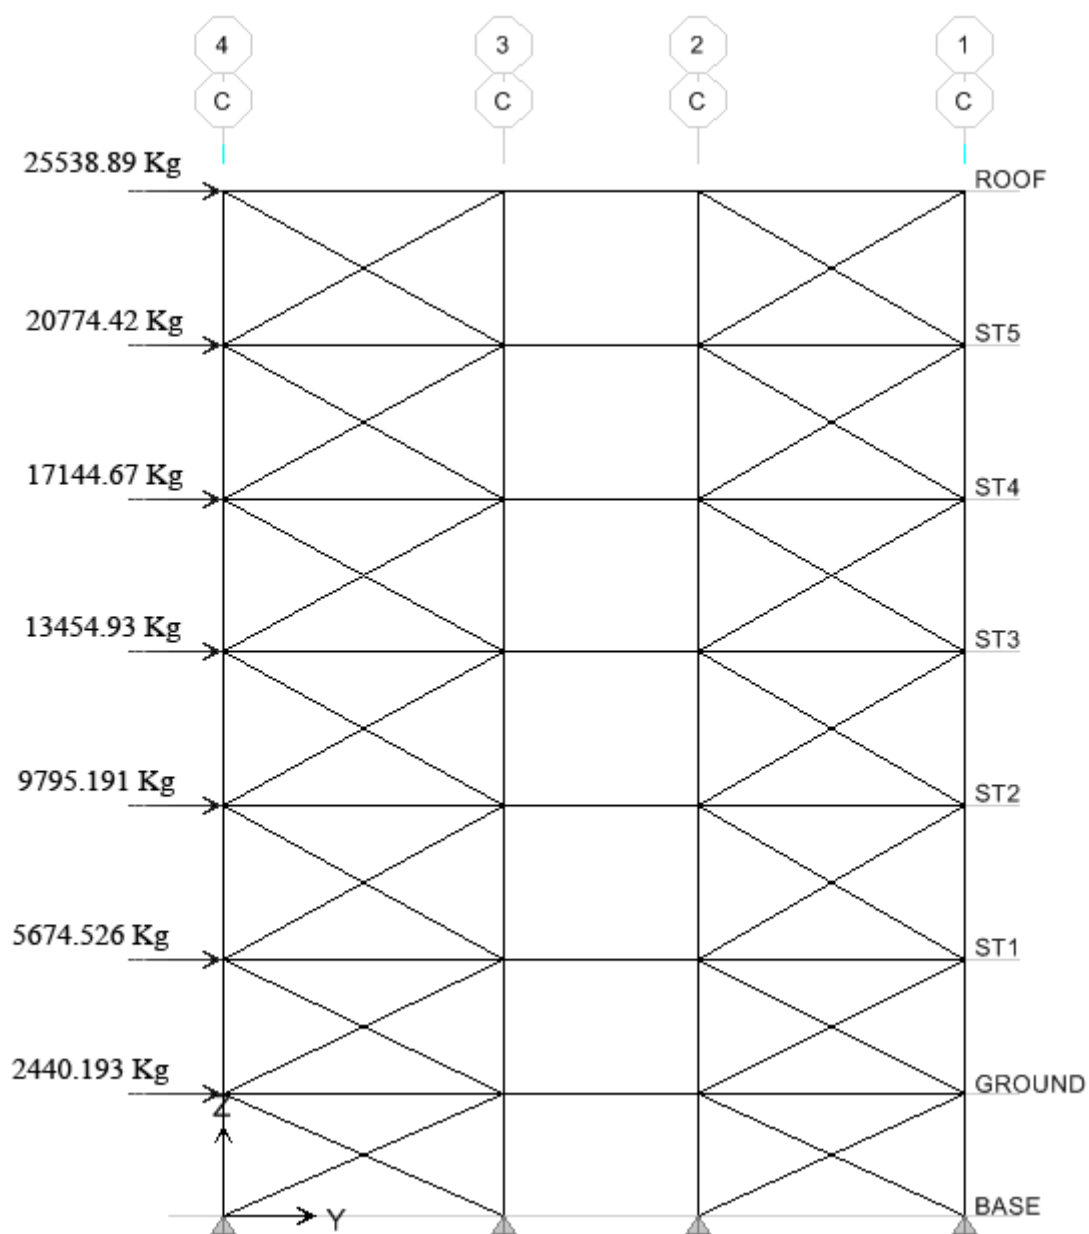 4 3 2 1
C C C C
25538.89 Kg
ROOF
20774.42 Kg
ST5
17144.67 Kg
ST4
13454.93 Kg
ST3
9795.191 Kg
ST2
5674.526 Kg
ST1
2440.193 Kg
GROUND
Z
BASE
Y